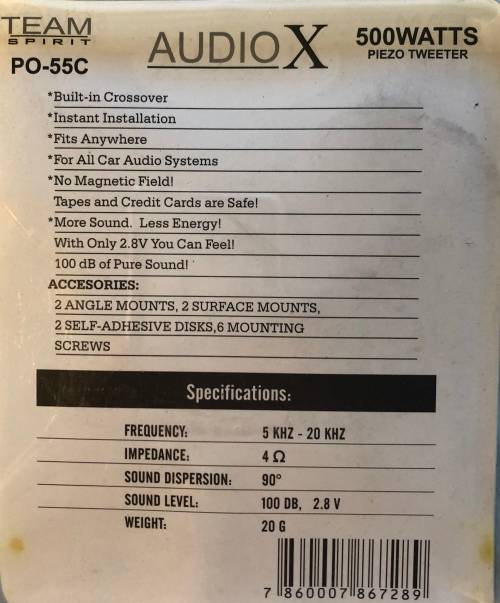 TEAM
SPIRIT
PO-55C
AUDIO X
500WATTS
PIEZO TWEETER
*Built-in Crossover
*Instant Installation
*Fits Anywhere
*For All Car Audio Systems
*No Magnetic Field!
Tapes and Credit Cards are Safe!
*More Sound. Less Energy!
With Only 2.8V You Can Feel!
100 dB of Pure Sound!
ACCESORIES:
2 ANGLE MOUNTS, 2 SURFACE MOUNTS,
2 SELF-ADHESIVE DISKS,6 MOUNTING
SCREWS
Specifications:
FREQUENCY: 5 KHZ - 20 KHZ
IMPEDANCE: 4 Ω
SOUND DISPERSION: 90°
SOUND LEVEL: 100 DB, 2.8 V
WEIGHT: 20 G
7 860007 867289